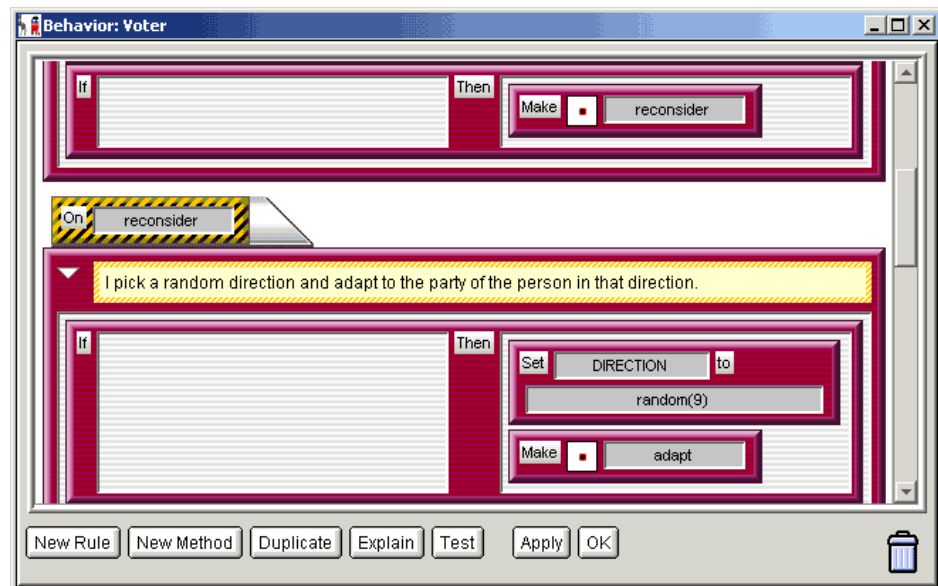 Behavior: Voter
If Then
Make reconsider
On reconsider
I pick a random direction and adapt to the party of the person in that direction.
If Then
Set DIRECTION to
random(9)
Make adapt
New Rule New Method Duplicate Explain Test Apply OK